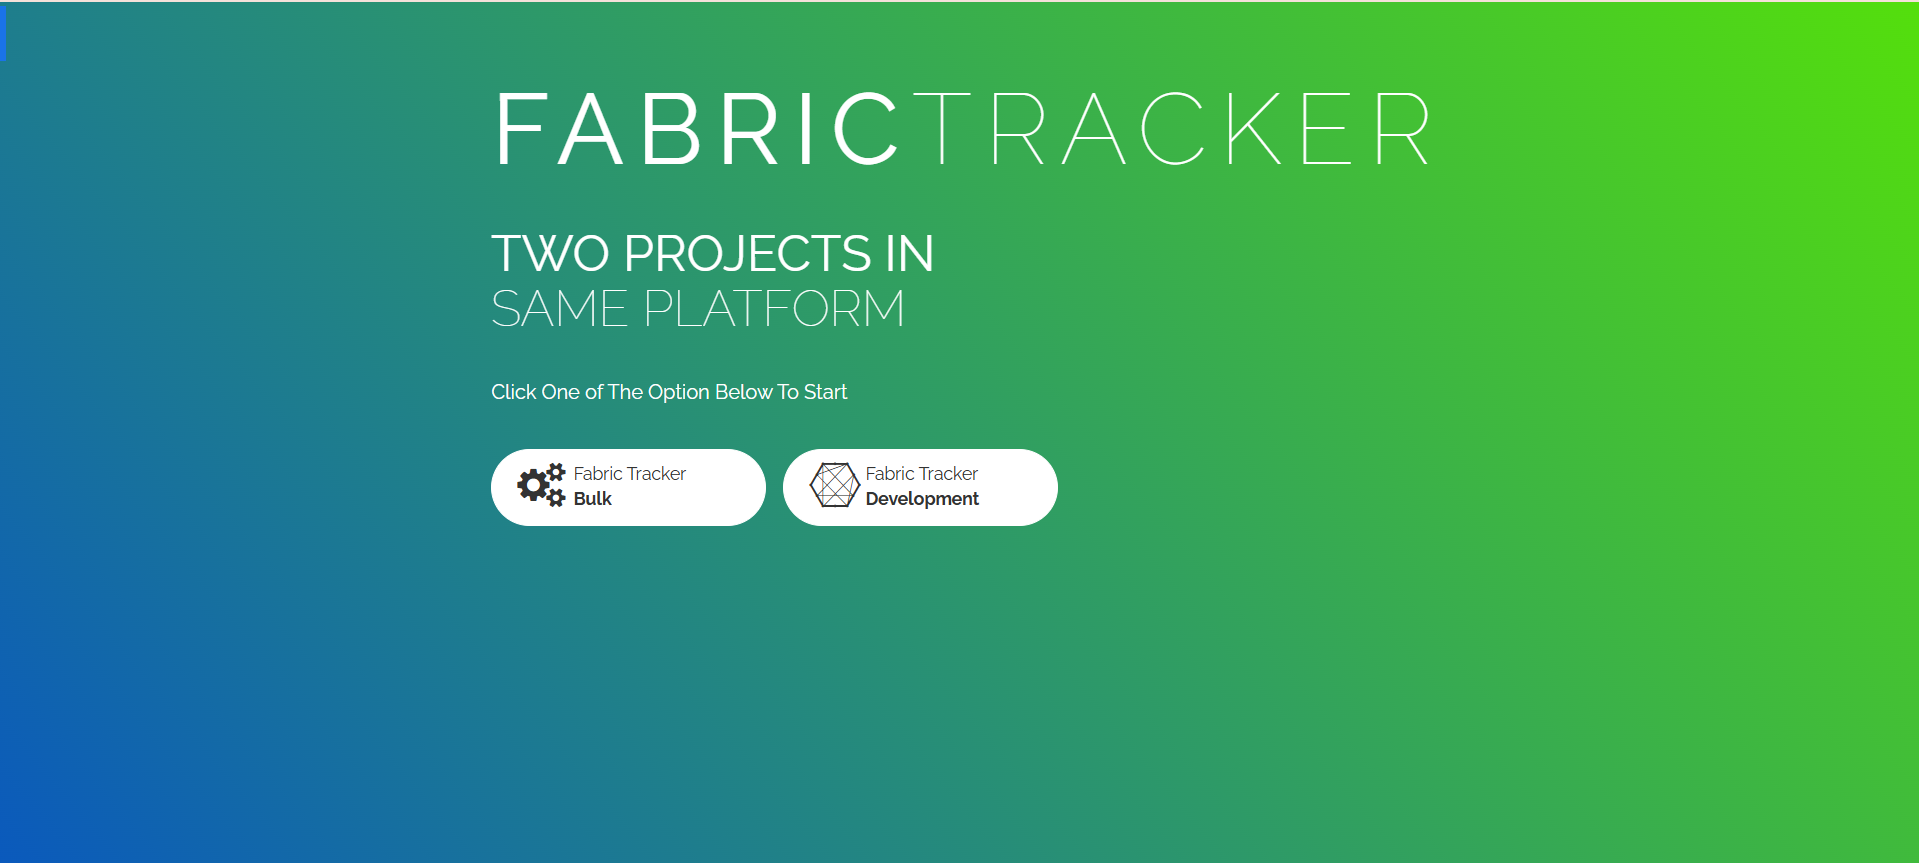 FABRICTRACKER
TWO PROJECTS IN
SAME PLATFORM
Click One of The Option Below To Start
Fabric Tracker
Bulk
Fabric Tracker
Development